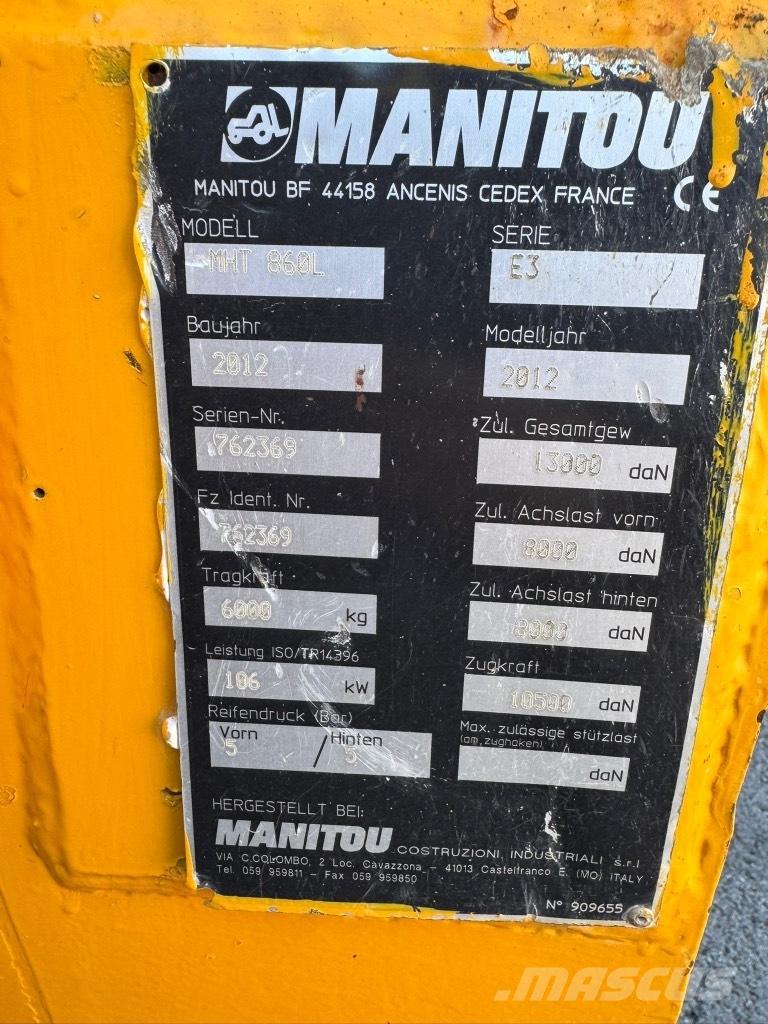 MANITOU
MANITOU BF 44158 ANCENIS CEDEX FRANCE CE
MODELL
MHT 860L
SERIE
E3
Baujahr
2012
Modelljahr
2012
Serien-Nr.
762369
Zul. Gesamtgew
13000 daN
Fz Ident. Nr.
762369
Zul. Achslast vorn
8000 daN
Tragkraft
6000 kg
Zul. Achslast hinten
8000 daN
Leistung ISO/TR14396
106 kW
Zugkraft
10500 daN
Reifendruck (Bar)
Vorn / Hinten
5 5
Max. zulässige stützlast
(am zughaken)
daN
HERGESTELLT BEI:
MANITOU COSTRUZIONI INDUSTRIALI s.r.l
VIA C.COLOMBO, 2 Loc. Cavazzona - 41013 Castelfranco E. (MO) ITALY
Tel. 059 959811 - Fax 059 959850
N° 909655
mascus